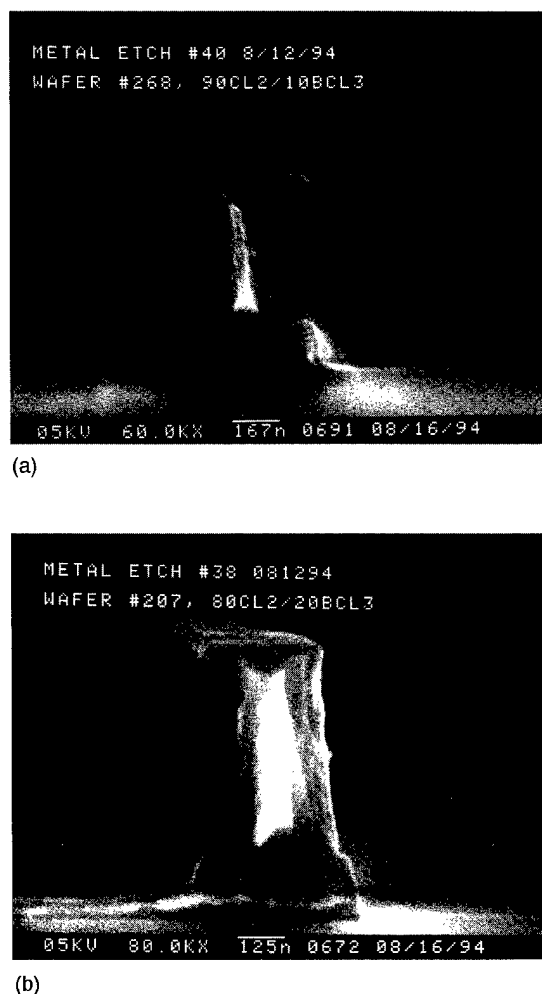 METAL ETCH #40 8/12/94
WAFER #268, 90CL2/10BCL3
05KV 60.0KX 167n 0691 08/16/94
(a)
METAL ETCH #38 081294
WAFER #207, 80CL2/20BCL3
05KV 80.0KX 125n 0672 08/16/94
(b)